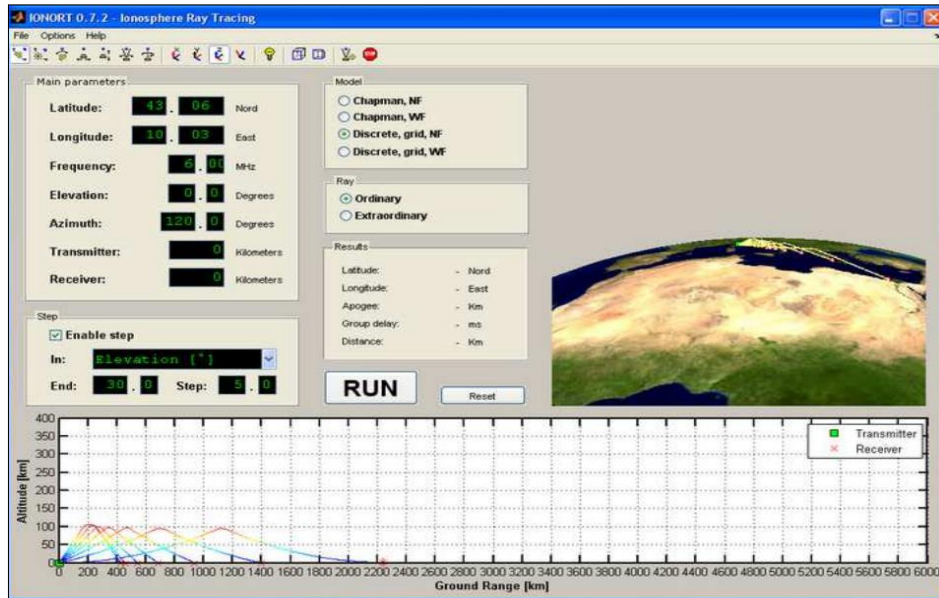 IONORT 0.7.2 - Ionosphere Ray Tracing
File Options Help
Main parameters
Latitude: 43 . 06 Nord
Longitude: 10 . 03 East
Frequency: 6 . 00 MHz
Elevation: 0 . 0 Degrees
Azimuth: 120 . 0 Degrees
Transmitter: 0 Kilometers
Receiver: 0 Kilometers
Step
Enable step
In: Elevation [°]
End: 30 . 0 Step: 5 . 0
Model
Chapman, NF
Chapman, WF
Discrete, grid, NF
Discrete, grid, WF
Ray
Ordinary
Extraordinary
Results
Latitude: - Nord
Longitude: - East
Apogee: - Km
Group delay: - ms
Distance: - Km
RUN
Reset
Transmitter
Receiver
400
350
300
250
200
150
100
50
0
Altitude [km]
0 200 400 600 800 1000 1200 1400 1600 1800 2000 2200 2400 2600 2800 3000 3200 3400 3600 3800 4000 4200 4400 4600 4800 5000 5200 5400 5600 5800 6000
Ground Range [km]